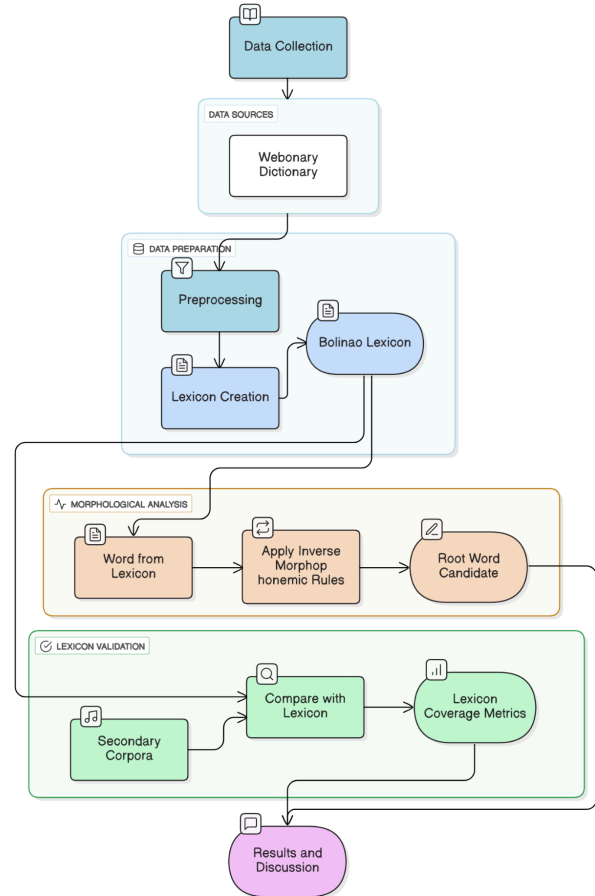 Data Collection
DATA SOURCES
Webonary
Dictionary
DATA PREPARATION
Preprocessing
Bolinao Lexicon
Lexicon Creation
MORPHOLOGICAL ANALYSIS
Word from
Lexicon
Apply Inverse
Morphop
honemic Rules
Root Word
Candidate
LEXICON VALIDATION
Compare with
Lexicon
Lexicon
Coverage Metrics
Secondary
Corpora
Results and
Discussion